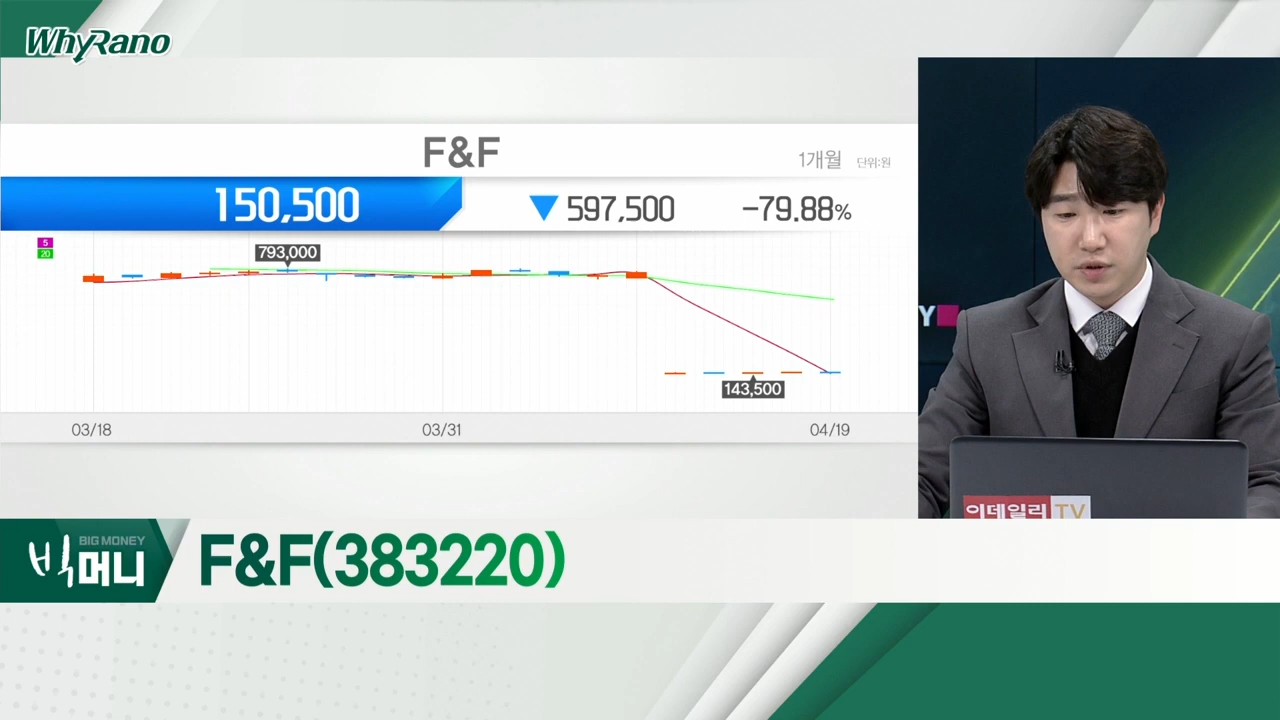 WhyRano
F&F
1개월 단위:원
150,500 ▼ 597,500 -79.88%
5
20
793,000
143,500
03/18 03/31 04/19
Y
이데일리TV
BIG MONEY
빅머니
F&F(383220)